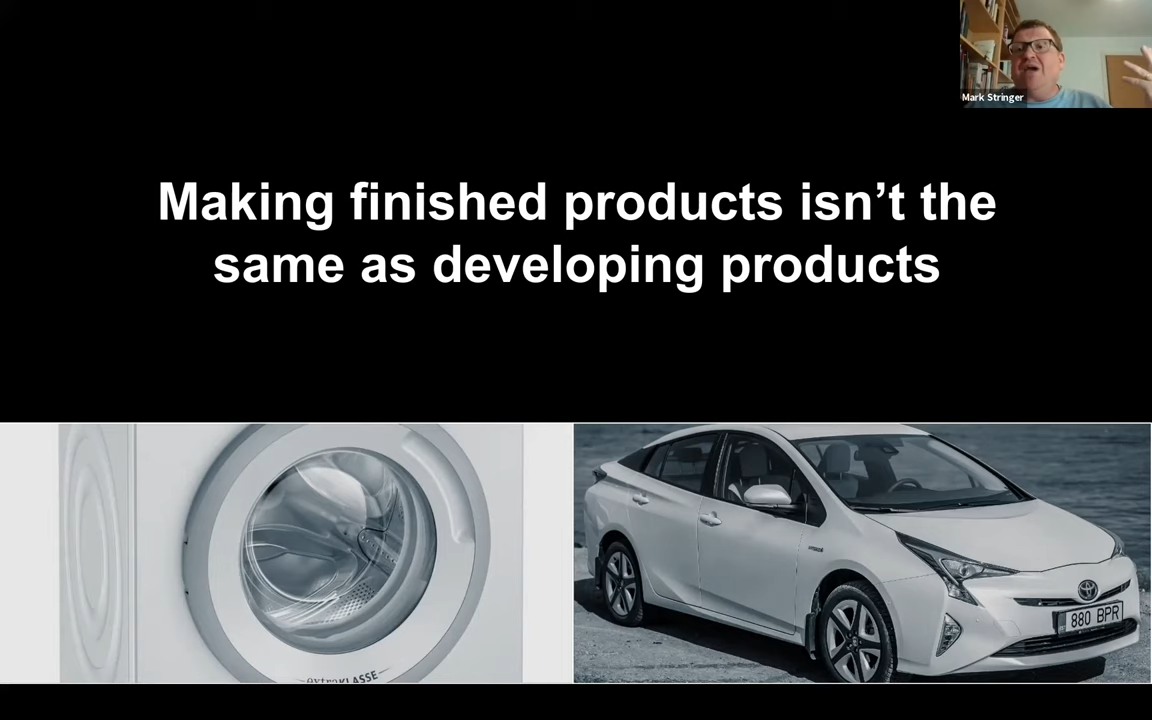 Mark Stringer
Making finished products isn’t the
same as developing products
extraKLASSE
880 BPR